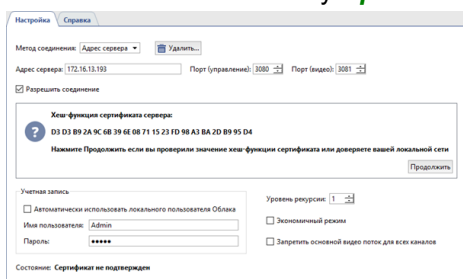 Настройка Справка
Метод соединения: Адрес сервера Удалить...
Адрес сервера: 172.16.13.193 Порт (управление): 3080 Порт (видео): 3081
Разрешить соединение
Хеш-функция сертификата сервера:
D3 D3 B9 2A 9C 6B 39 6E 08 71 15 23 FD 98 A3 BA 2D B9 95 D4
Нажмите Продолжить если вы проверили значение хеш-функции сертификата или доверяете вашей локальной сети
Продолжить
Учетная запись
Автоматически использовать локального пользователя Облака
Имя пользователя: Admin
Пароль: •••••
Уровень рекурсии: 1
Экономичный режим
Запретить основной видео поток для всех каналов
Состояние: Сертификат не подтвержден